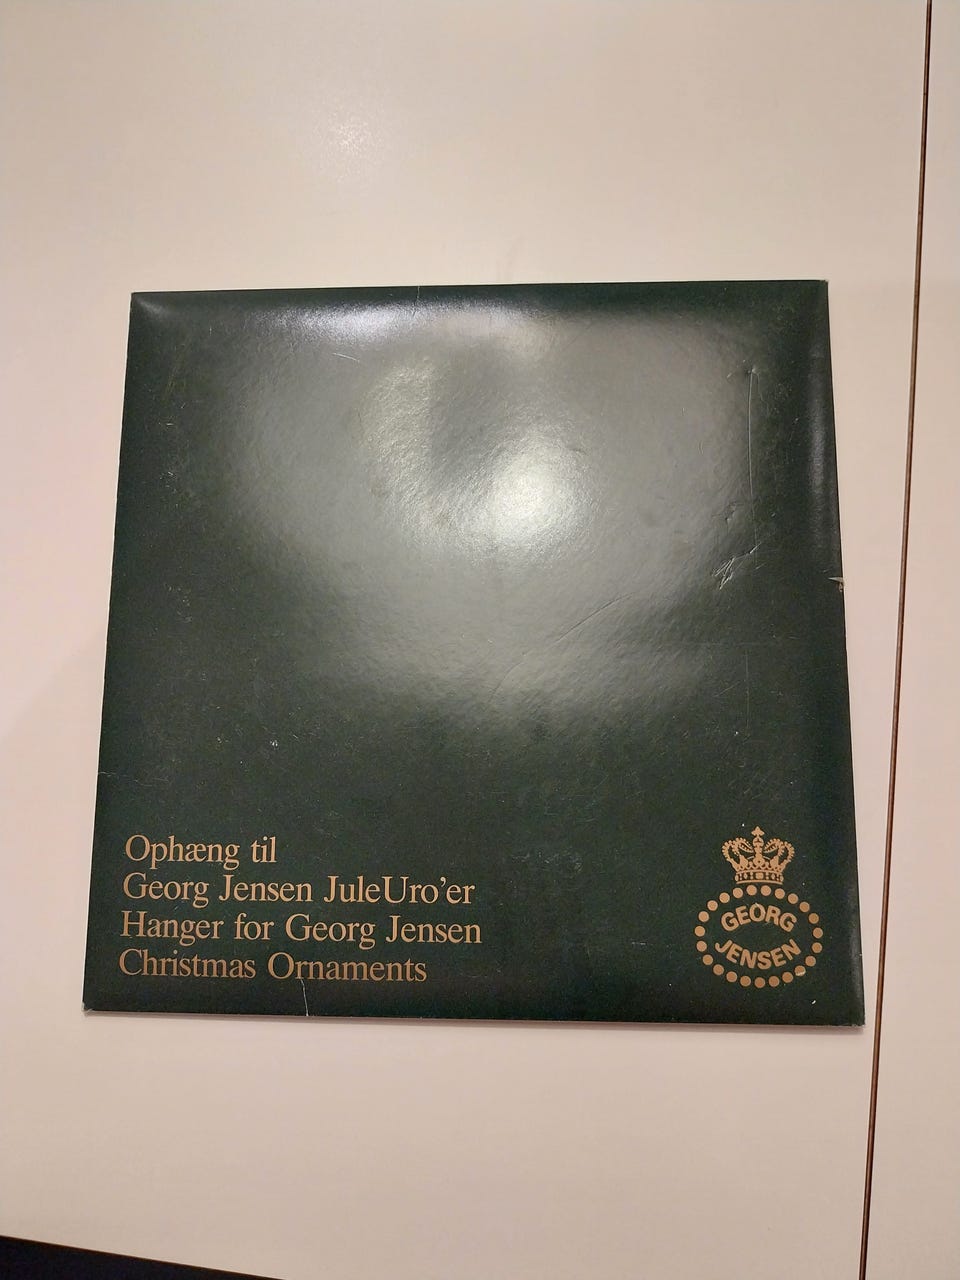 Ophæng til
Georg Jensen JuleUro’er
Hanger for Georg Jensen
Christmas Ornaments
GEORG
JENSEN